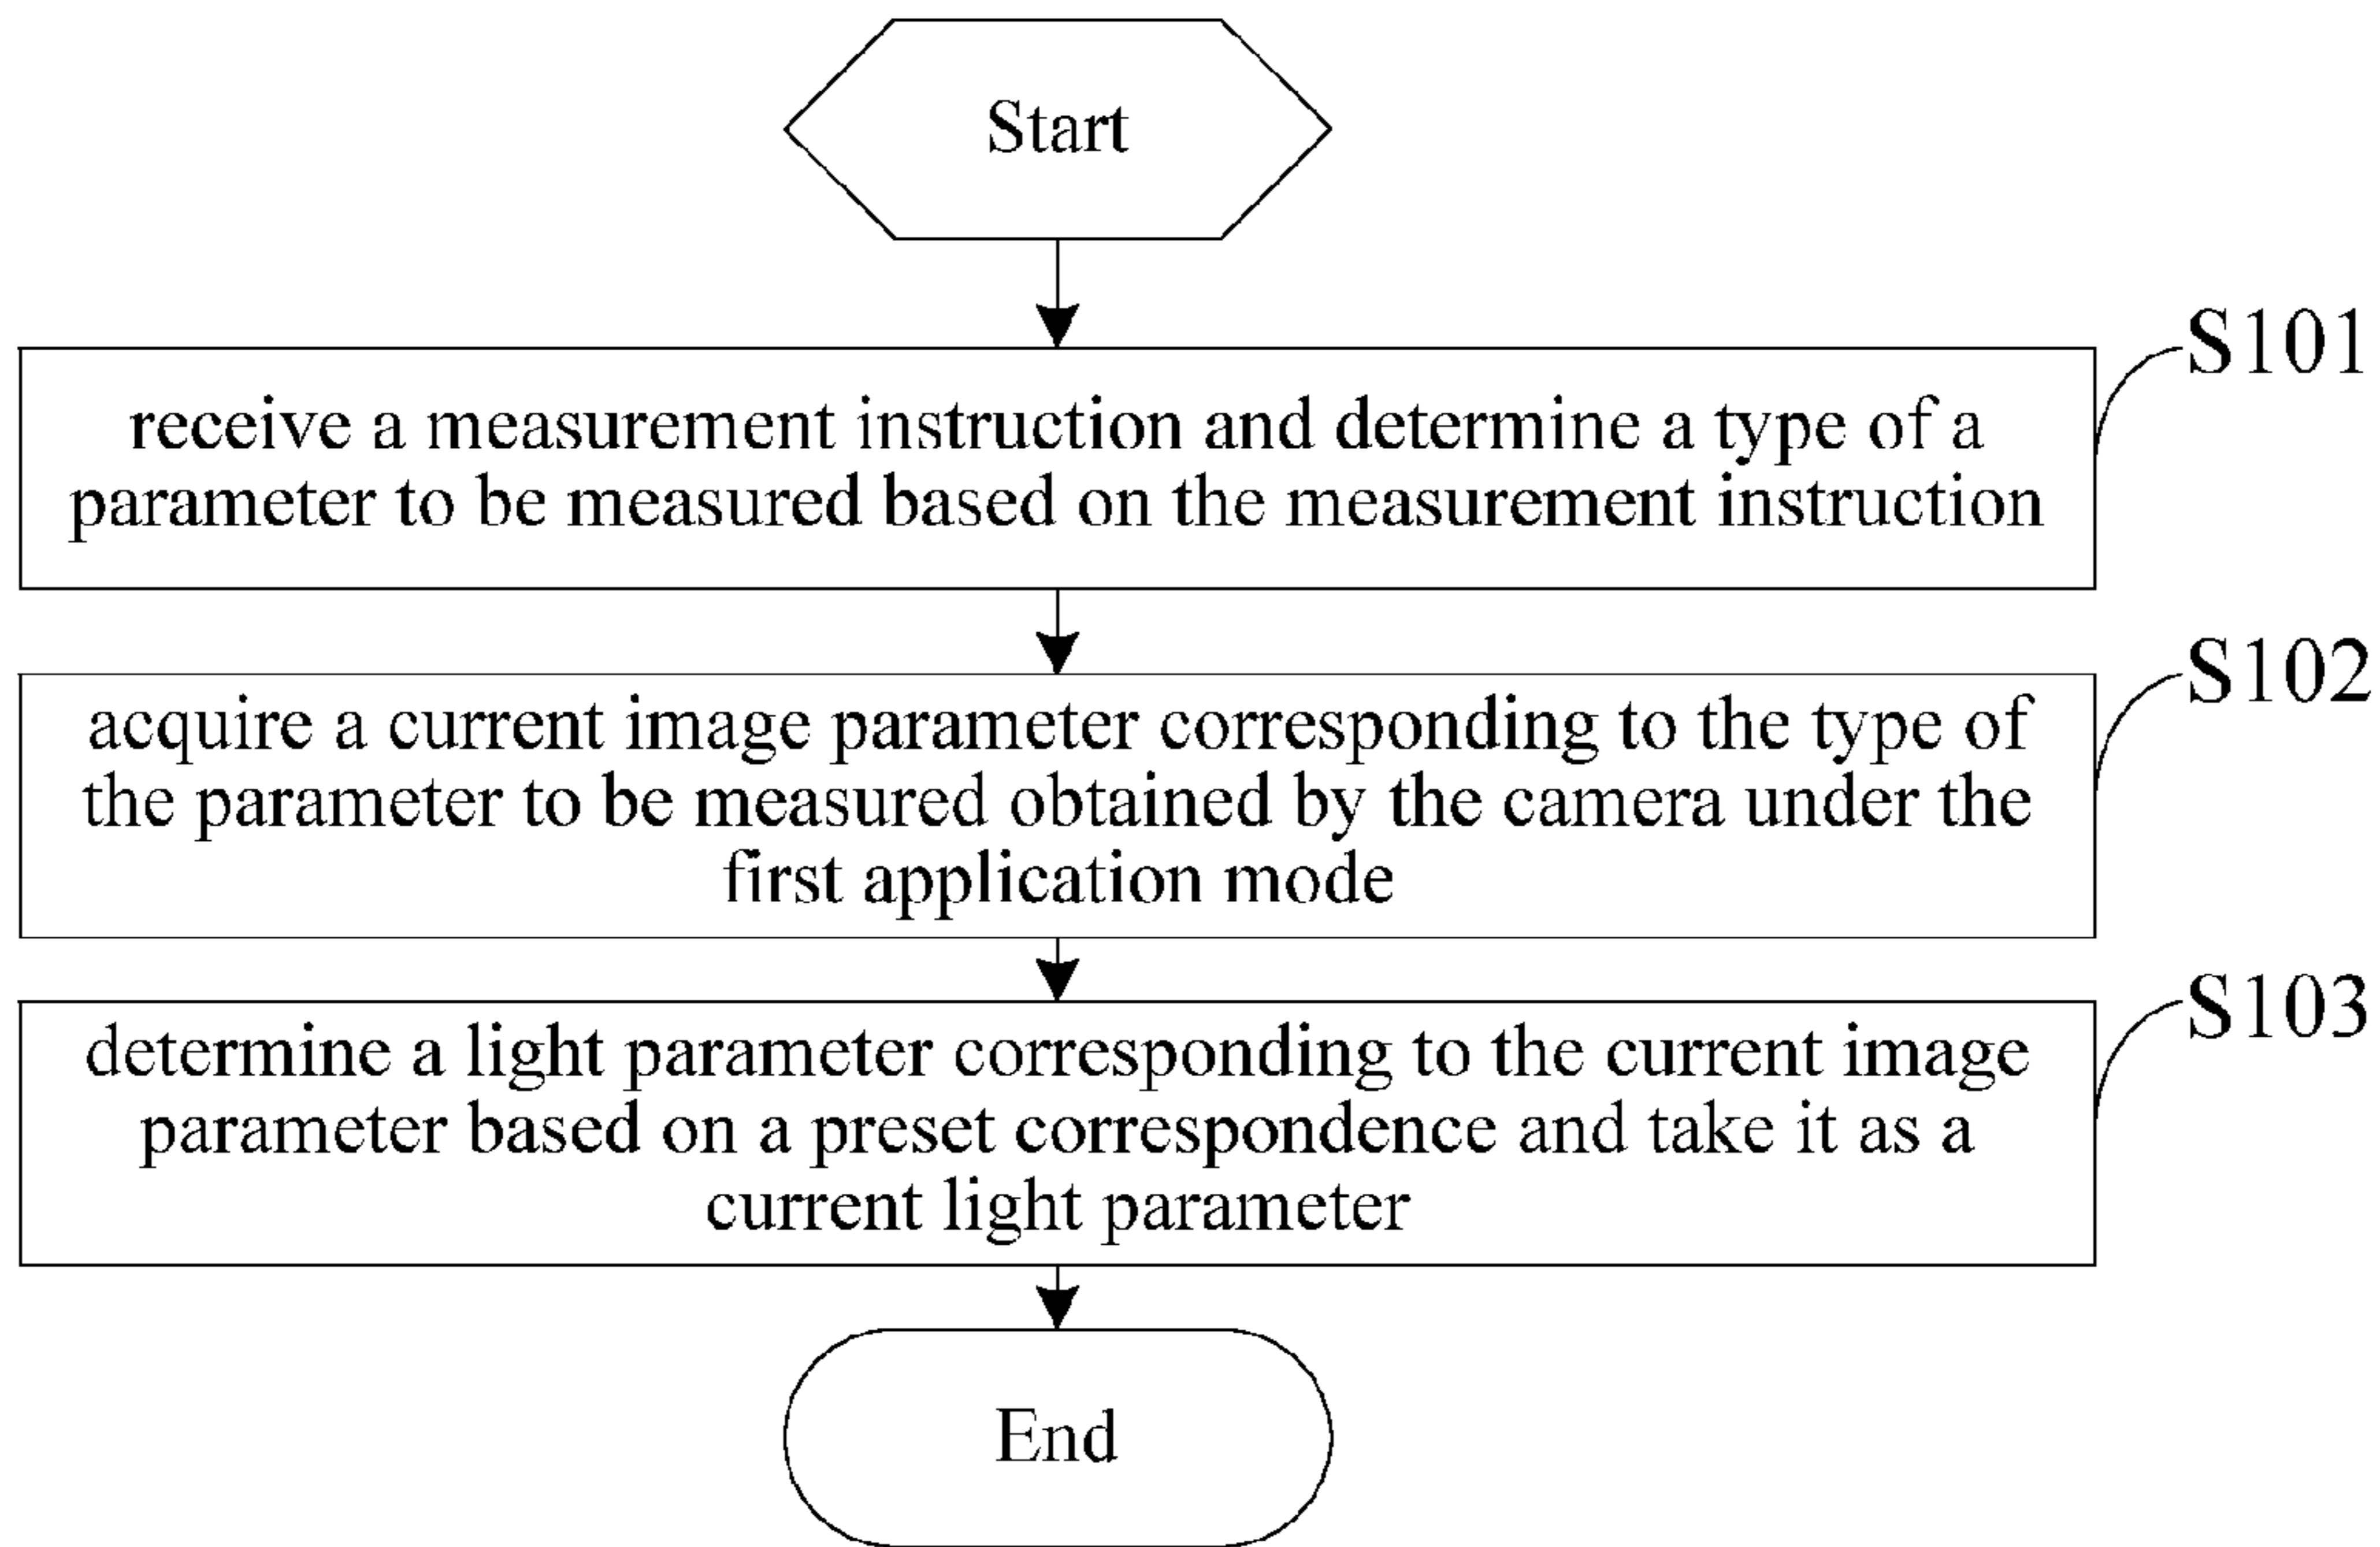 Start
S101
receive a measurement instruction and determine a type of a
parameter to be measured based on the measurement instruction
S102
acquire a current image parameter corresponding to the type of
the parameter to be measured obtained by the camera under the
first application mode
S103
determine a light parameter corresponding to the current image
parameter based on a preset correspondence and take it as a
current light parameter
End